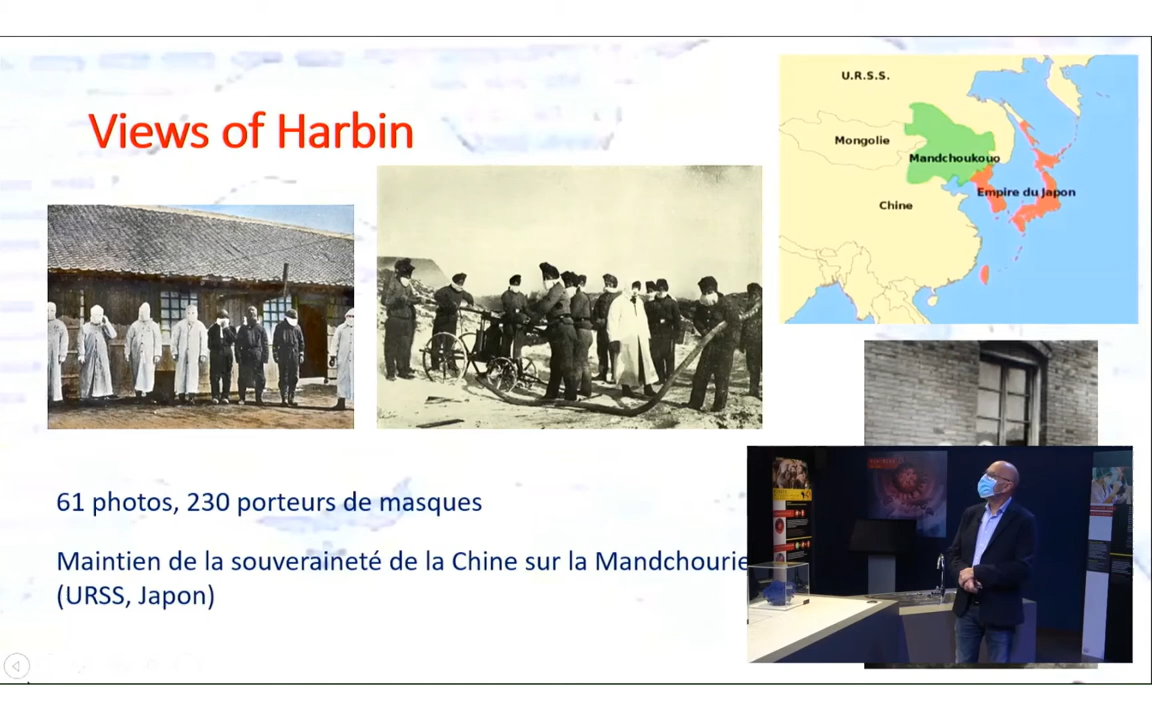 Views of Harbin
U.R.S.S.
Mongolie
Mandchoukouo
Empire du Japon
Chine
61 photos, 230 porteurs de masques
Maintien de la souveraineté de la Chine sur la Mandchourie
(URSS, Japon)